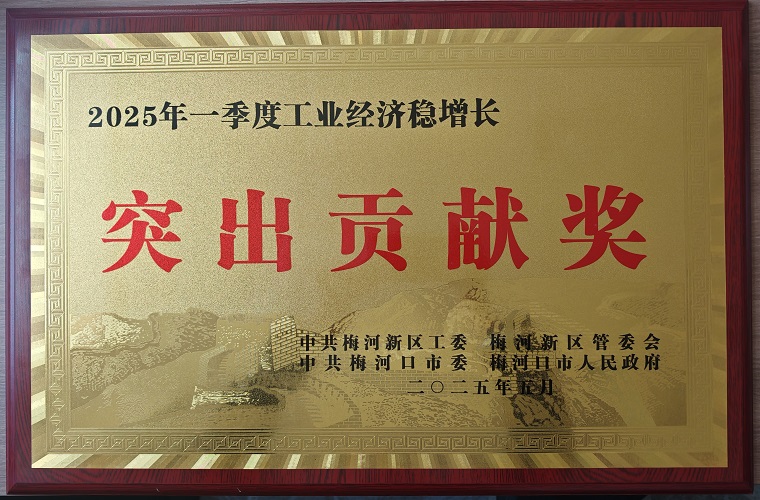 2025年一季度工业经济稳增长
突出贡献奖
中共梅河新区工委 梅河新区管委会
中共梅河口市委 梅河口市人民政府
二〇二五年五月